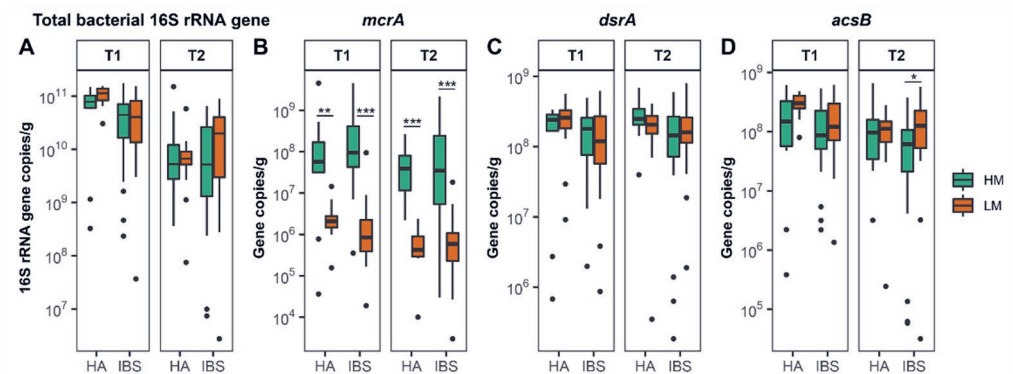 Total bacterial 16S rRNA gene
mcrA
dsrA
acsB
A
T1
T2
16S rRNA gene copies/g
10¹¹
10¹⁰
10⁹
10⁸
10⁷
HA IBS
HA IBS
B
T1
T2
Gene copies/g
10⁹
10⁸
10⁷
10⁶
10⁵
10⁴
**
***
***
***
HA IBS
HA IBS
C
T1
T2
Gene copies/g
10⁹
10⁸
10⁷
10⁶
HA IBS
HA IBS
D
T1
T2
Gene copies/g
10⁹
10⁸
10⁷
10⁶
10⁵
*
HA IBS
HA IBS
HM
LM